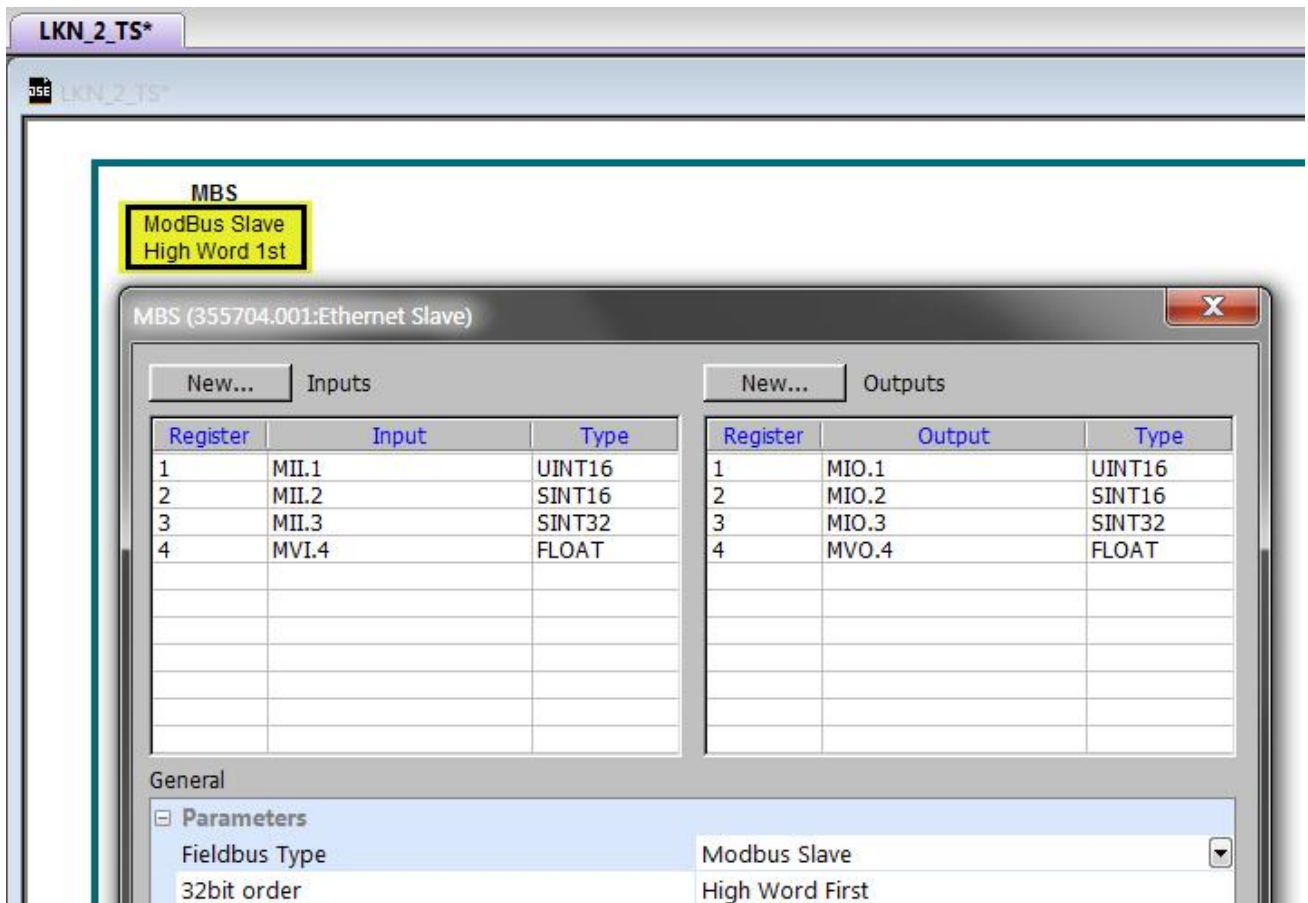 LKN_2_TS*
LKN_2_TS*
MBS
ModBus Slave
High Word 1st
MBS (355704.001:Ethernet Slave)
New... Inputs New... Outputs
Register Input Type Register Output Type
1 MII.1 UINT16 1 MIO.1 UINT16
2 MII.2 SINT16 2 MIO.2 SINT16
3 MII.3 SINT32 3 MIO.3 SINT32
4 MVI.4 FLOAT 4 MVO.4 FLOAT
General
Parameters
Fieldbus Type Modbus Slave
32bit order High Word First